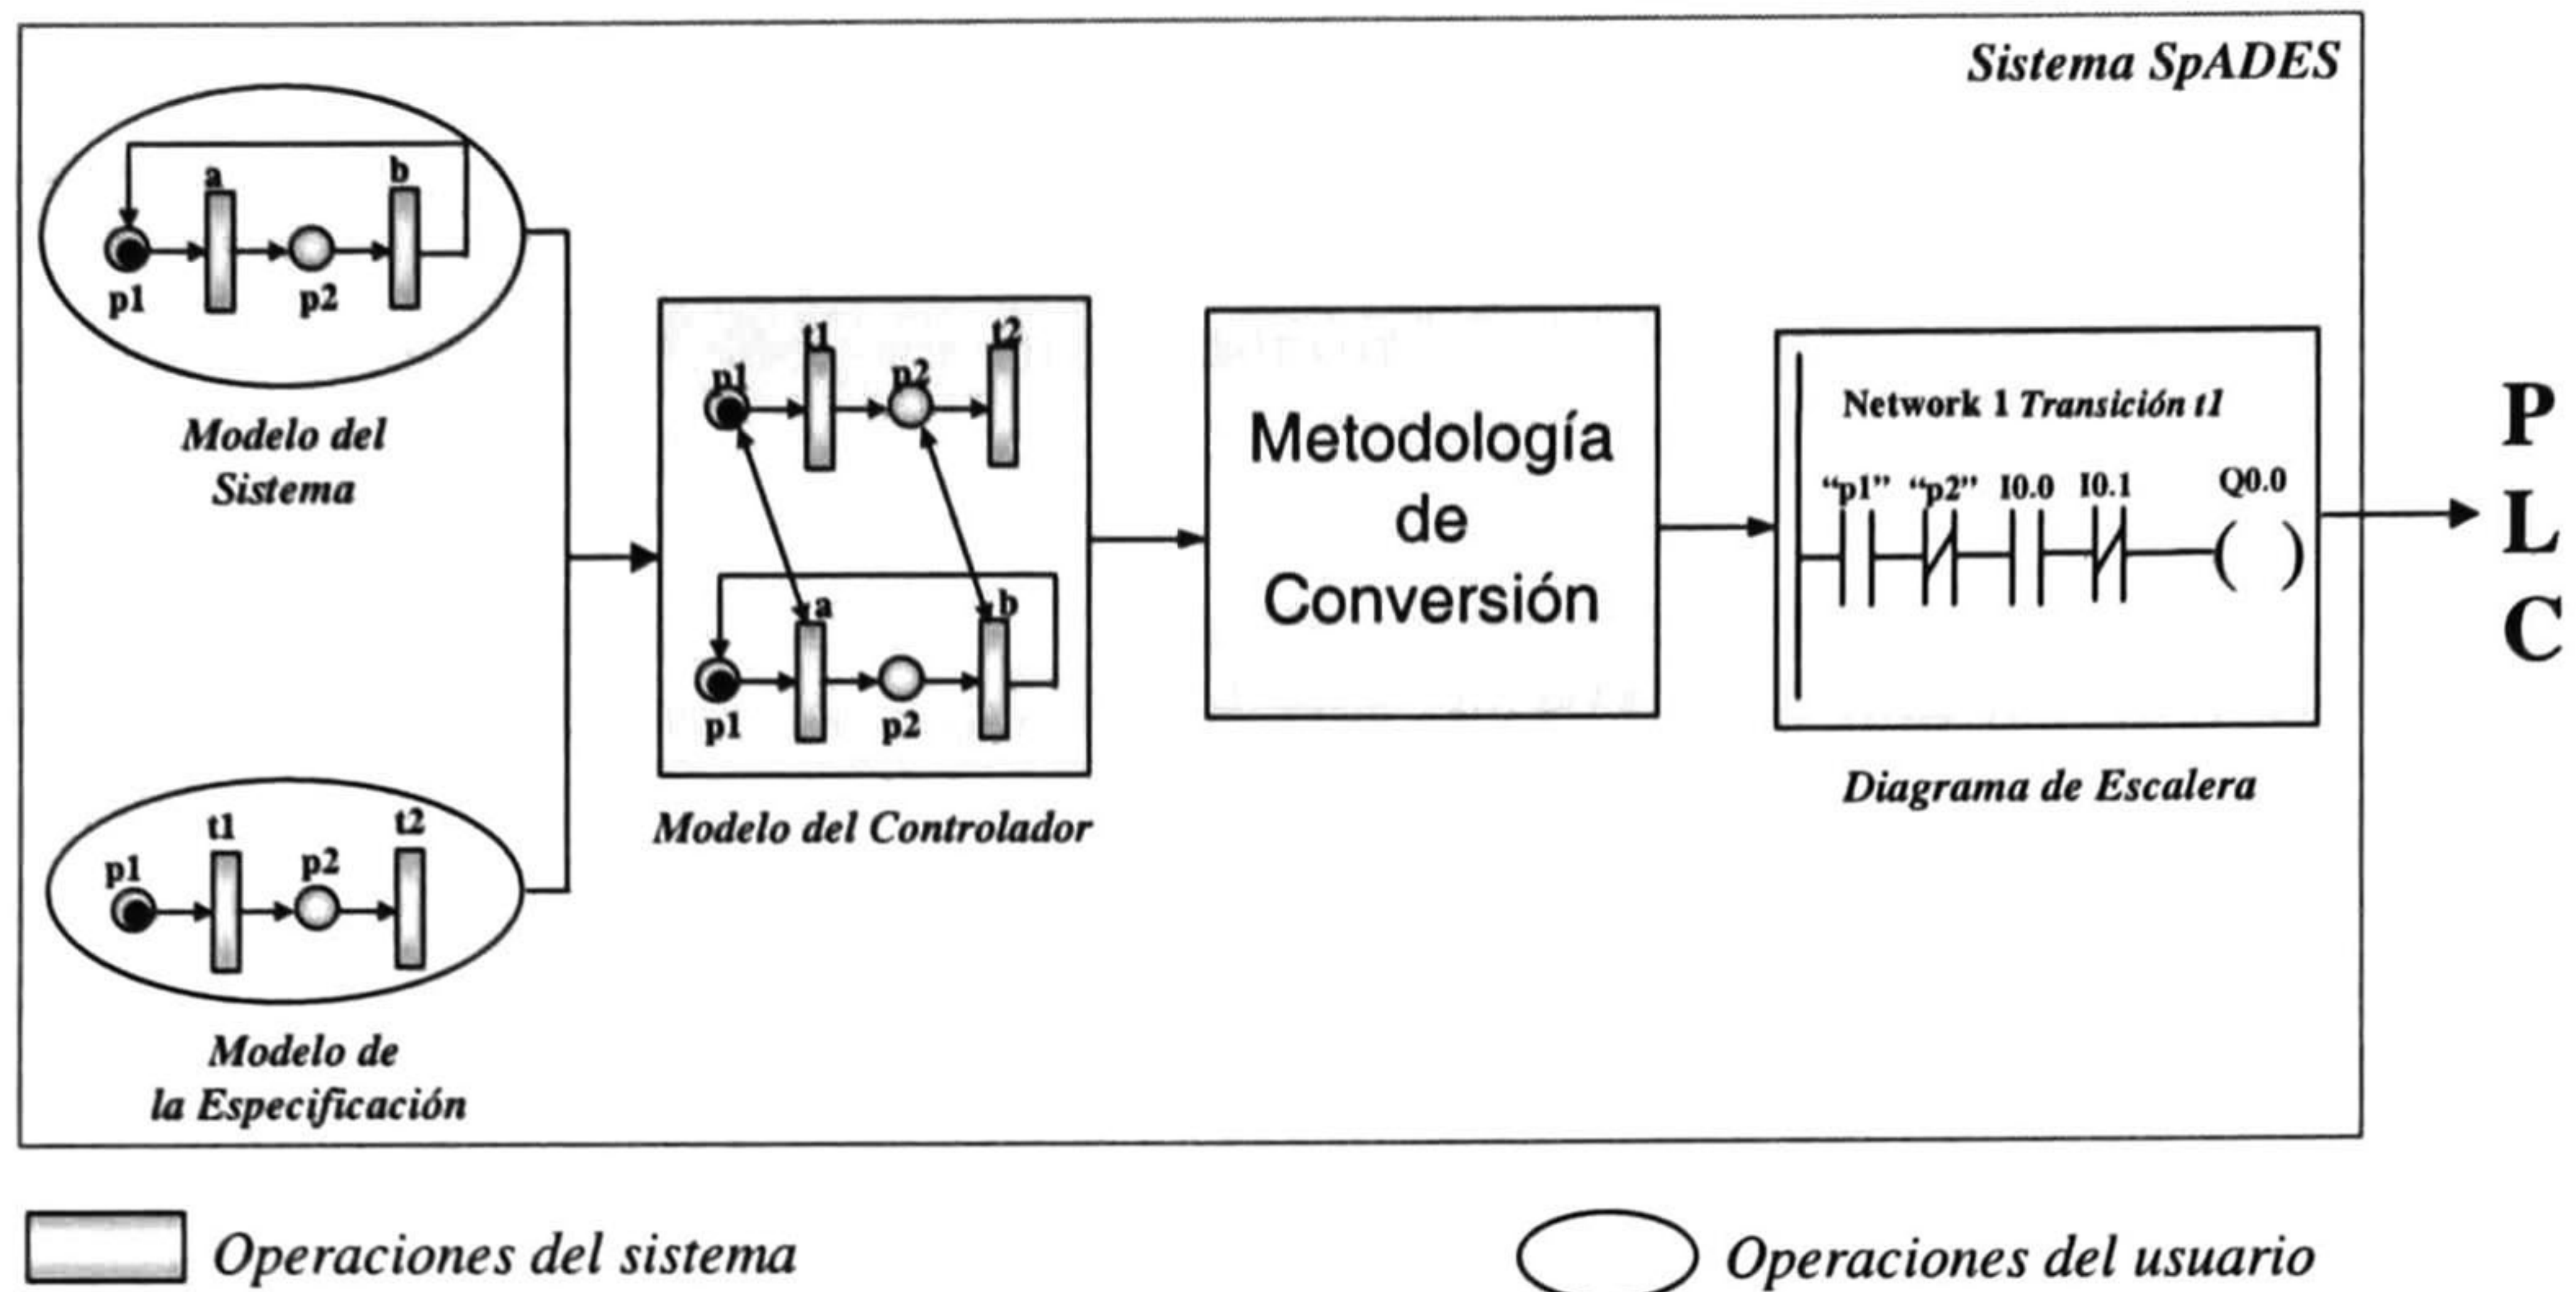 Sistema SpADES
a
b
p1
p2
Modelo del
Sistema
t1
t2
p1
p2
a
b
p1
p2
Modelo del Controlador
Metodología
de
Conversión
Network 1 Transición t1
“p1” “p2” I0.0 I0.1 Q0.0
Diagrama de Escalera
P
L
C
t1
t2
p1
p2
Modelo de
la Especificación
Operaciones del sistema
Operaciones del usuario